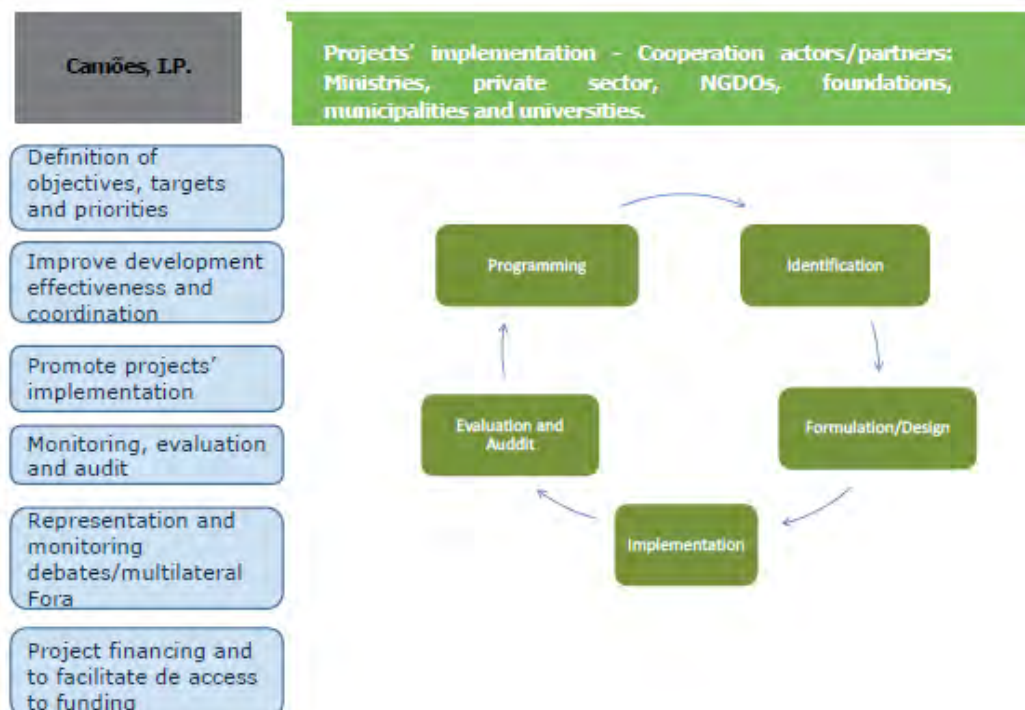 Camões, I.P.
Projects' implementation - Cooperation actors/partners:
Ministries, private sector, NGDOs, foundations,
municipalities and universities.
Definition of
objectives, targets
and priorities
Improve development
effectiveness and
coordination
Promote projects'
implementation
Monitoring, evaluation
and audit
Representation and
monitoring
debates/multilateral
Fora
Project financing and
to facilitate de access
to funding
Programming
Identification
Formulation/Design
Implementation
Evaluation and
Auddit